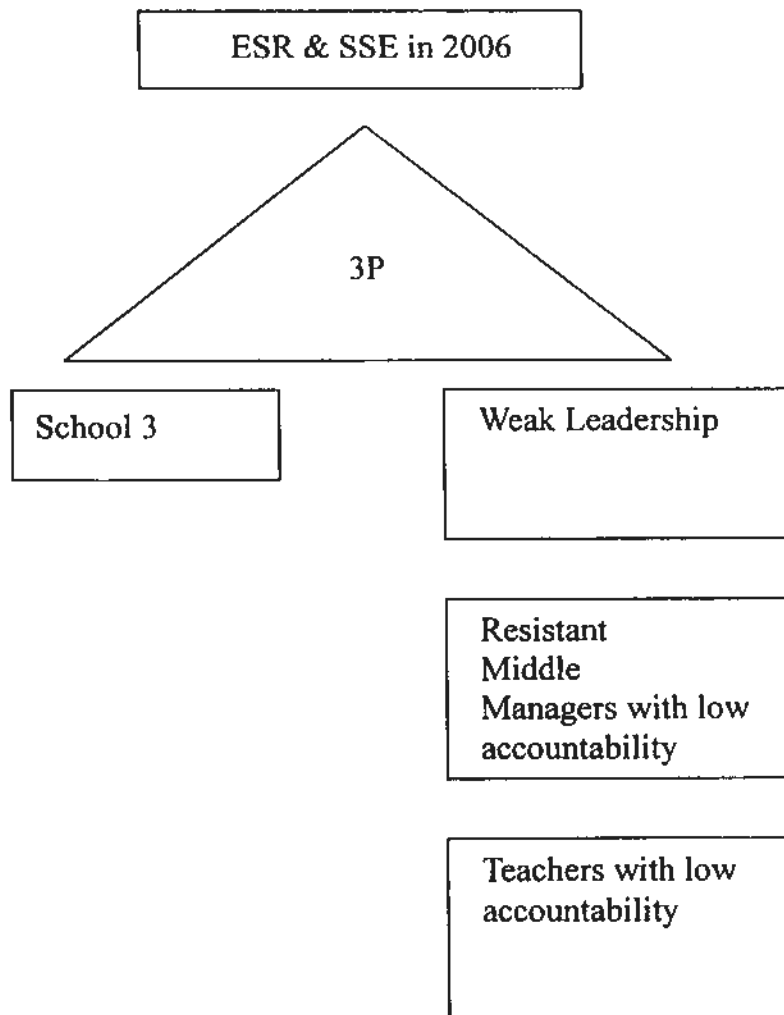 ESR & SSE in 2006
3P
School 3
Weak Leadership
Resistant
Middle
Managers with low
accountability
Teachers with low
accountability